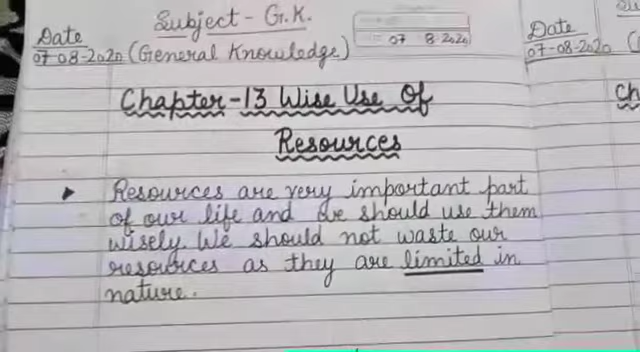 Subject - G.K.
Date
07-08-2020 (General Knowledge)
07 8 2020
Chapter-13 Wise Use Of
Resources
Resources are very important part
of our life and we should use them
wisely. We should not waste our
resources as they are limited in
nature.
Date
07-08-2020
Su
Ch